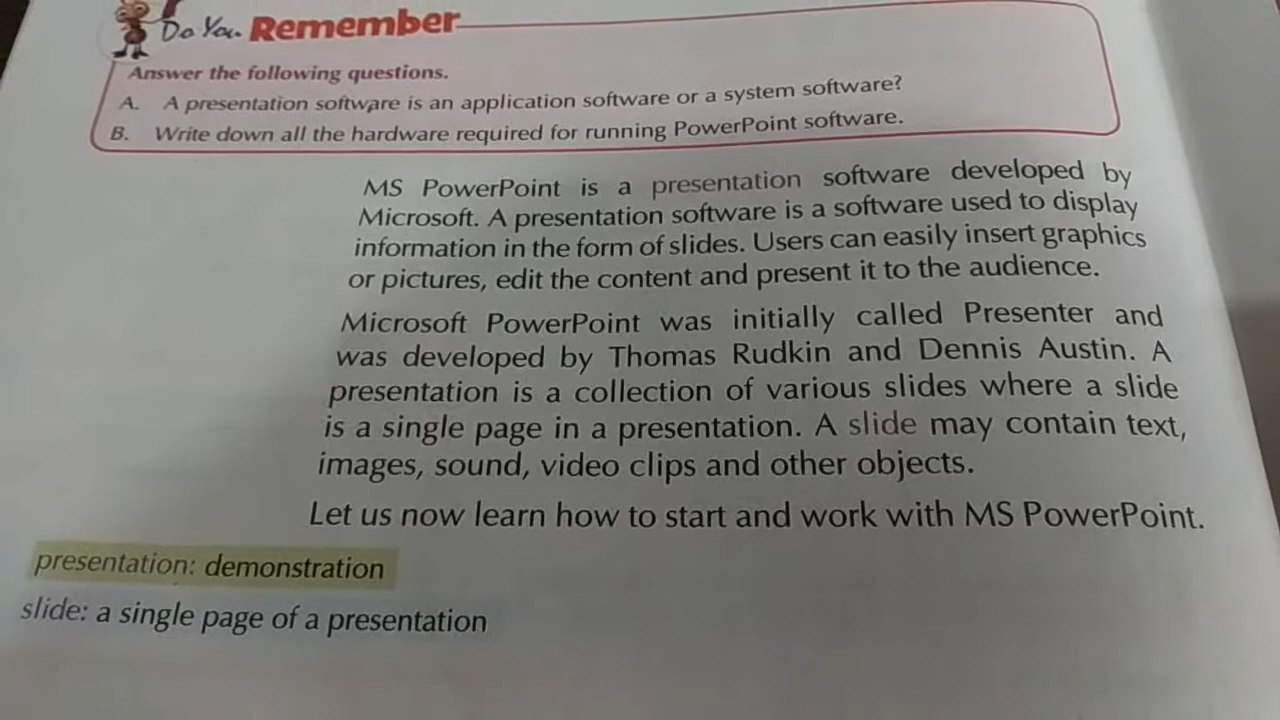 Do You Remember
Answer the following questions.
A. A presentation software is an application software or a system software?
B. Write down all the hardware required for running PowerPoint software.
MS PowerPoint is a presentation software developed by
Microsoft. A presentation software is a software used to display
information in the form of slides. Users can easily insert graphics
or pictures, edit the content and present it to the audience.
Microsoft PowerPoint was initially called Presenter and
was developed by Thomas Rudkin and Dennis Austin. A
presentation is a collection of various slides where a slide
is a single page in a presentation. A slide may contain text,
images, sound, video clips and other objects.
Let us now learn how to start and work with MS PowerPoint.
presentation: demonstration
slide: a single page of a presentation